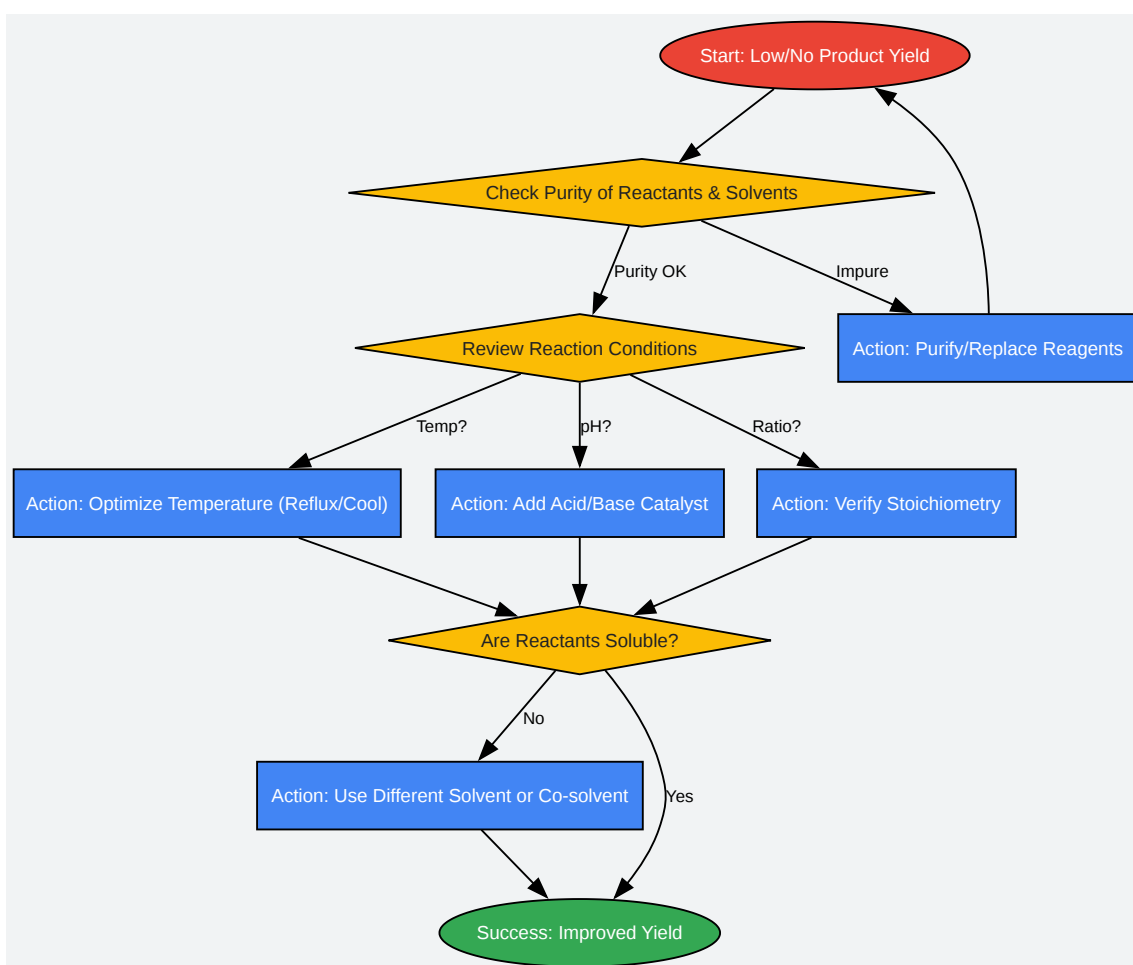 Start: Low/No Product Yield
Check Purity of Reactants & Solvents
Purity OK
Impure
Review Reaction Conditions
Action: Purify/Replace Reagents
Temp?
pH?
Ratio?
Action: Optimize Temperature (Reflux/Cool)
Action: Add Acid/Base Catalyst
Action: Verify Stoichiometry
Are Reactants Soluble?
No
Action: Use Different Solvent or Co-solvent
Yes
Success: Improved Yield